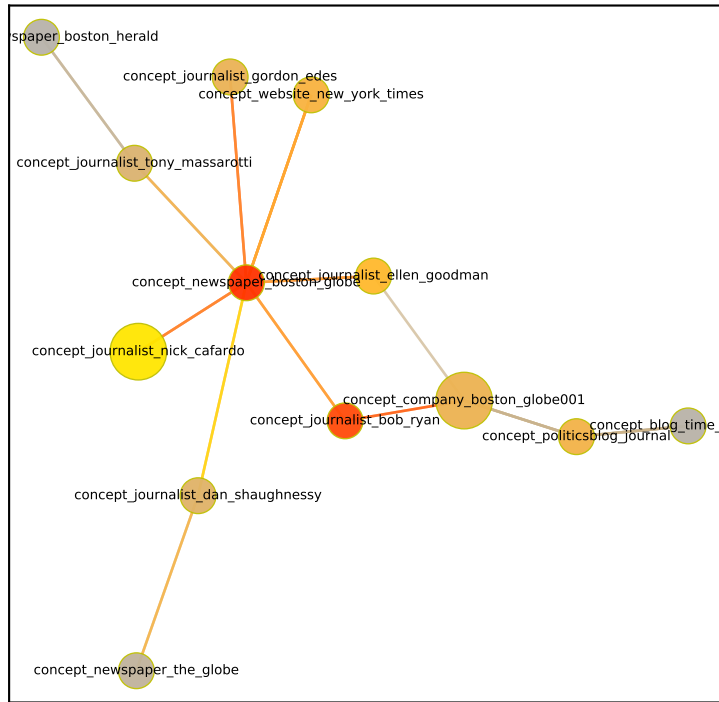 spaper_boston_herald
concept_journalist_gordon_edes
concept_website_new_york_times
concept_journalist_tony_massarotti
concept_journalist_ellen_goodman
concept_newspaper_boston_globe
concept_journalist_nick_cafardo
concept_company_boston_globe001
concept_journalist_bob_ryan
concept_blog_time_
concept_politicsblog_journal
concept_journalist_dan_shaughnessy
concept_newspaper_the_globe